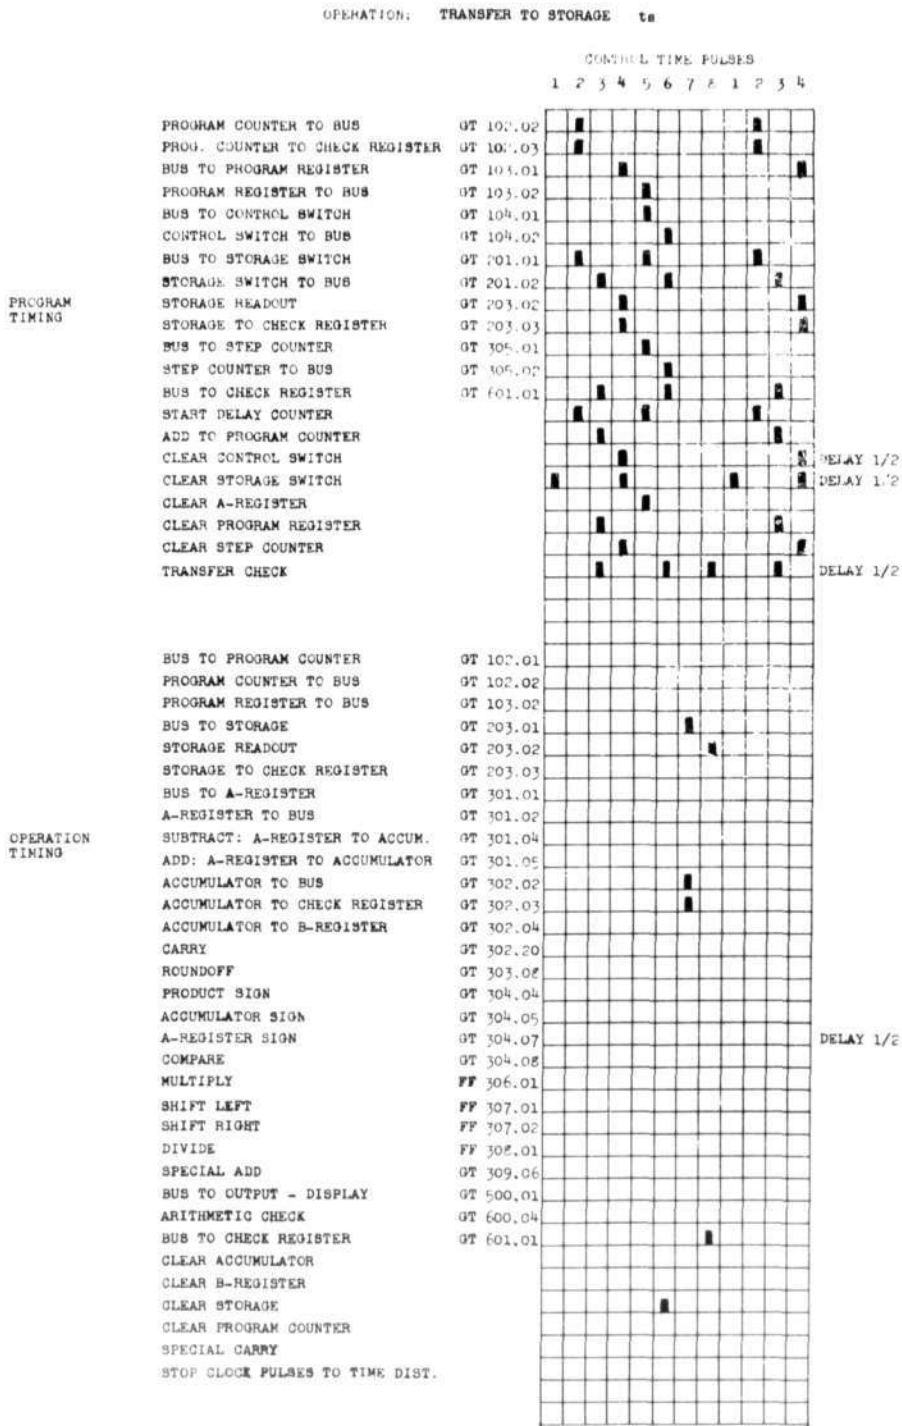 OPERATION: TRANSFER TO STORAGE ts
CONTROL TIME PULSES
1 2 3 4 5 6 7 8 1 2 3 4
PROGRAM TIMING
PROGRAM COUNTER TO BUS GT 102.02
PROG. COUNTER TO CHECK REGISTER GT 102.03
BUS TO PROGRAM REGISTER GT 103.01
PROGRAM REGISTER TO BUS GT 103.02
BUS TO CONTROL SWITCH GT 104.01
CONTROL SWITCH TO BUS GT 104.02
BUS TO STORAGE SWITCH GT 201.01
STORAGE SWITCH TO BUS GT 201.02
STORAGE READOUT GT 203.02
STORAGE TO CHECK REGISTER GT 203.03
BUS TO STEP COUNTER GT 305.01
STEP COUNTER TO BUS GT 305.02
BUS TO CHECK REGISTER GT 601.01
START DELAY COUNTER
ADD TO PROGRAM COUNTER
CLEAR CONTROL SWITCH DELAY 1/2
CLEAR STORAGE SWITCH DELAY 1/2
CLEAR A-REGISTER
CLEAR PROGRAM REGISTER
CLEAR STEP COUNTER
TRANSFER CHECK DELAY 1/2
OPERATION TIMING
BUS TO PROGRAM COUNTER GT 102.01
PROGRAM COUNTER TO BUS GT 102.02
PROGRAM REGISTER TO BUS GT 103.02
BUS TO STORAGE GT 203.01
STORAGE READOUT GT 203.02
STORAGE TO CHECK REGISTER GT 203.03
BUS TO A-REGISTER GT 301.01
A-REGISTER TO BUS GT 301.02
SUBTRACT: A-REGISTER TO ACCUM. GT 301.04
ADD: A-REGISTER TO ACCUMULATOR GT 301.05
ACCUMULATOR TO BUS GT 302.02
ACCUMULATOR TO CHECK REGISTER GT 302.03
ACCUMULATOR TO B-REGISTER GT 302.04
CARRY GT 302.20
ROUNDOFF GT 303.08
PRODUCT SIGN GT 304.04
ACCUMULATOR SIGN GT 304.05
A-REGISTER SIGN GT 304.07 DELAY 1/2
COMPARE GT 304.08
MULTIPLY FF 306.01
SHIFT LEFT FF 307.01
SHIFT RIGHT FF 307.02
DIVIDE FF 308.01
SPECIAL ADD GT 309.06
BUS TO OUTPUT - DISPLAY GT 500.01
ARITHMETIC CHECK GT 600.04
BUS TO CHECK REGISTER GT 601.01
CLEAR ACCUMULATOR
CLEAR B-REGISTER
CLEAR STORAGE
CLEAR PROGRAM COUNTER
SPECIAL CARRY
STOP CLOCK PULSES TO TIME DIST.